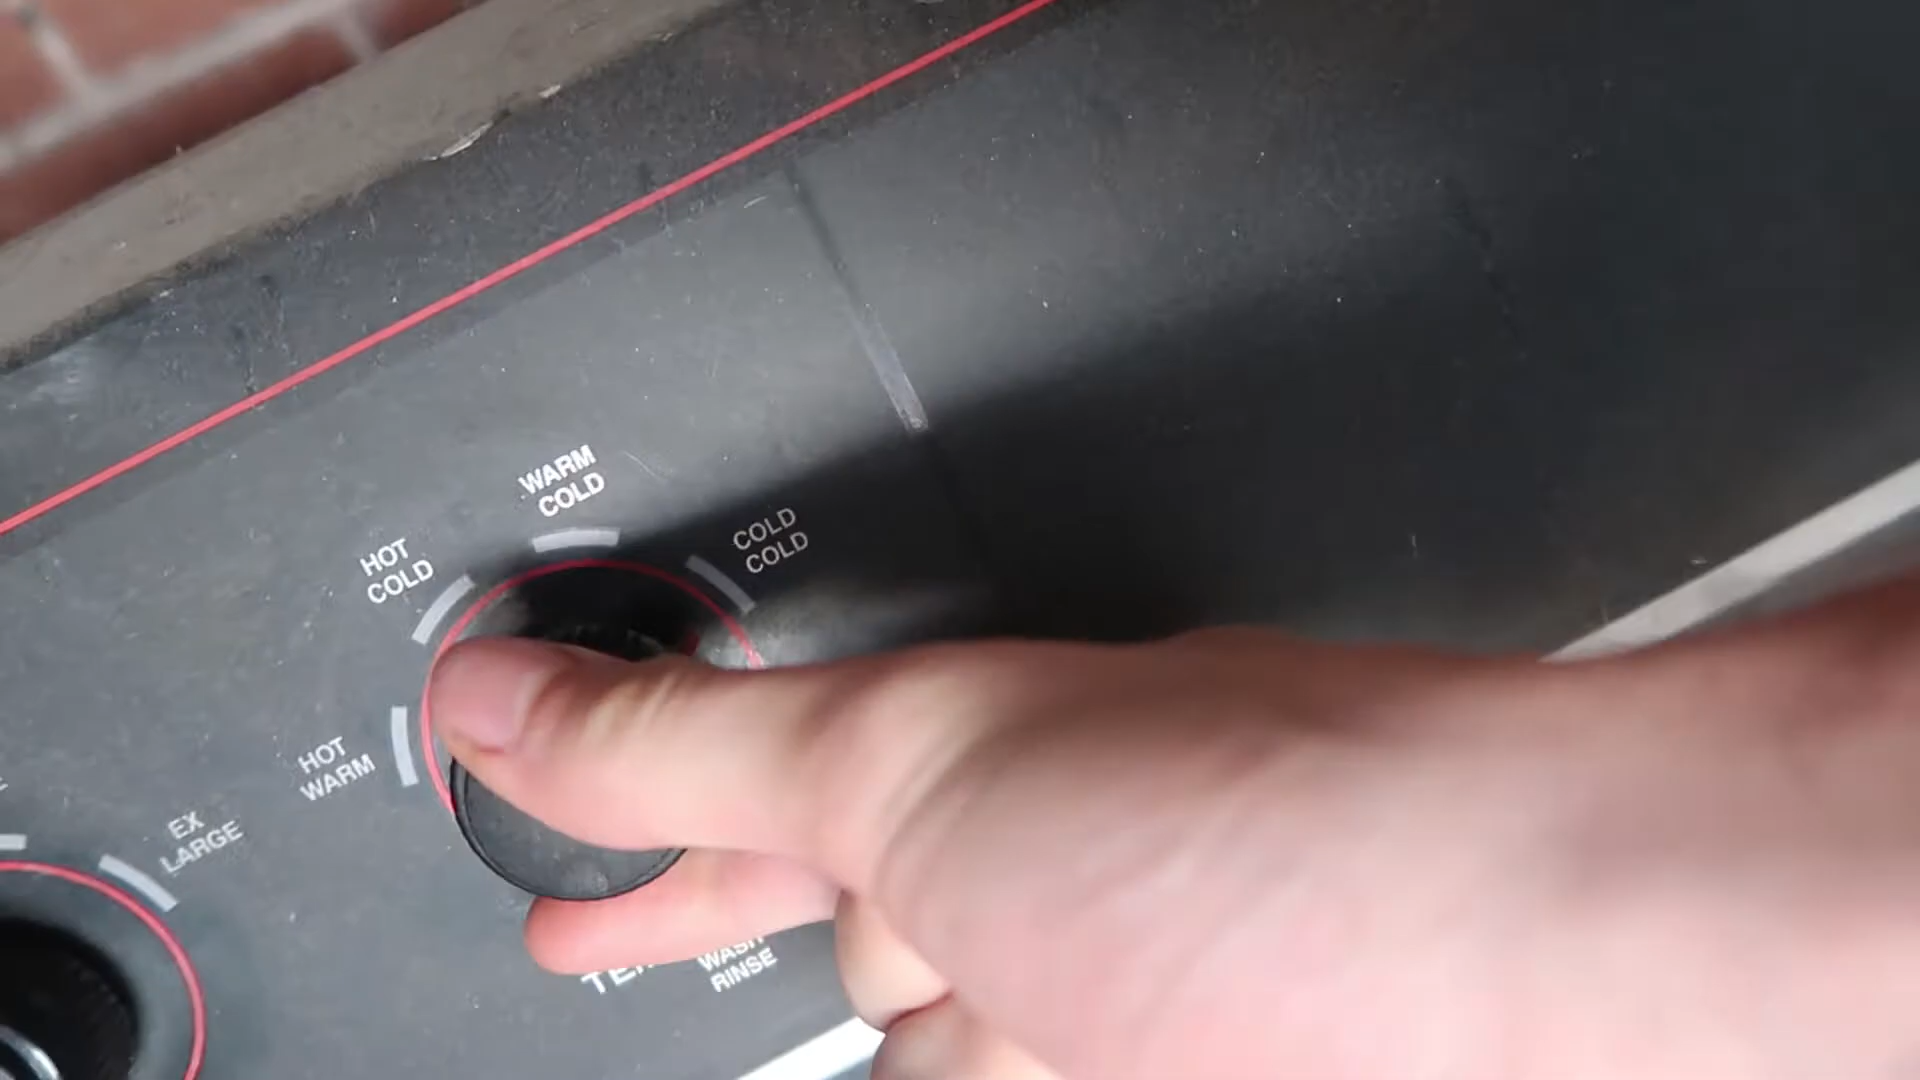 WARM
COLD
COLD
COLD
HOT
COLD
HOT
WARM
EX
LARGE
WASH
RINSE